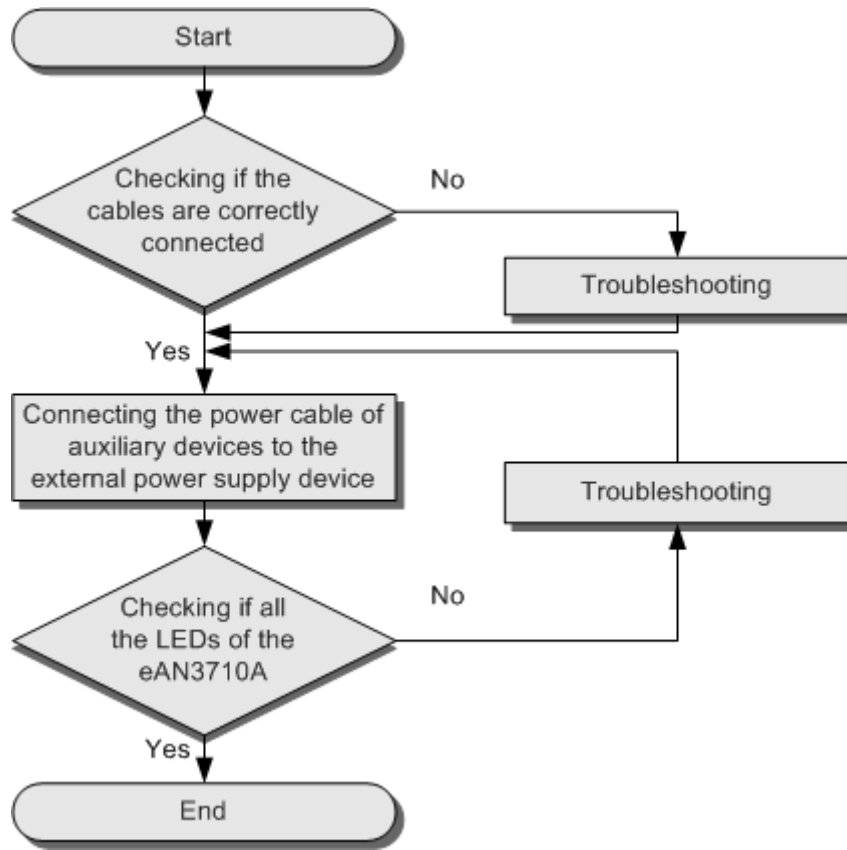 Start
Checking if the
cables are correctly
connected
No
Troubleshooting
Yes
Connecting the power cable of
auxiliary devices to the
external power supply device
Troubleshooting
Checking if all
the LEDs of the
eAN3710A
No
Yes
End